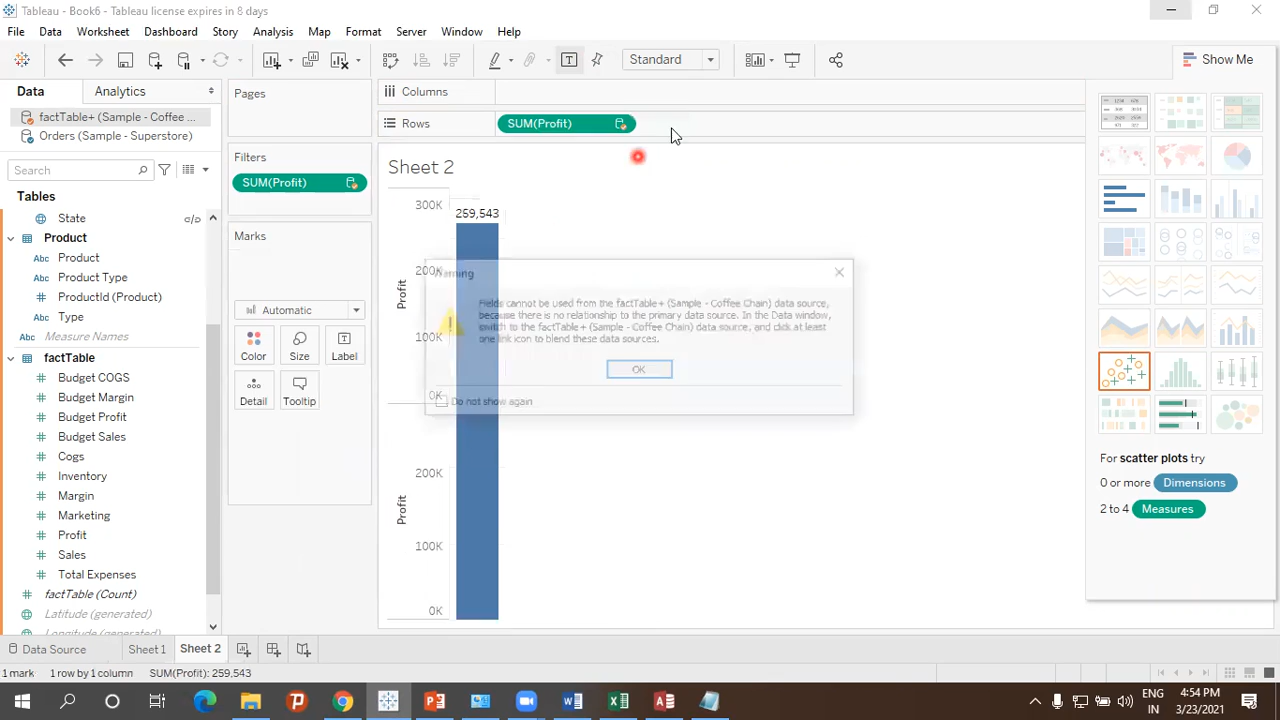 Tableau - Book6 - Tableau license expires in 8 days
File Data Worksheet Dashboard Story Analysis Map Format Server Window Help
Standard
Show Me
Data Analytics
factTable+ (Sample - Coffee ...
Orders (Sample - Superstore)
Search
Tables
State
Product
Abc Product
Abc Product Type
ProductId (Product)
Abc Type
Abc Measure Names
factTable
Budget COGS
Budget Margin
Budget Profit
Budget Sales
Cogs
Inventory
Margin
Marketing
Profit
Sales
Total Expenses
factTable (Count)
Latitude (generated)
Longitude (generated)
Pages
Filters
SUM(Profit)
Marks
Automatic
Color Size Label
Detail Tooltip
Columns
Rows SUM(Profit)
Sheet 2
300K
259,543
200K
Profit
100K
0K
200K
Profit
100K
0K
Warning
Fields cannot be used from the factTable+ (Sample - Coffee Chain) data source,
because there is no relationship to the primary data source. In the Data window,
switch to the factTable+ (Sample - Coffee Chain) data source, and click at least
one link icon to blend these data sources.
OK
Do not show again
For scatter plots try
0 or more Dimensions
2 to 4 Measures
Data Source Sheet 1 Sheet 2
1 mark 1 row by 1 column SUM(Profit): 259,543
ENG
IN
4:54 PM
3/23/2021